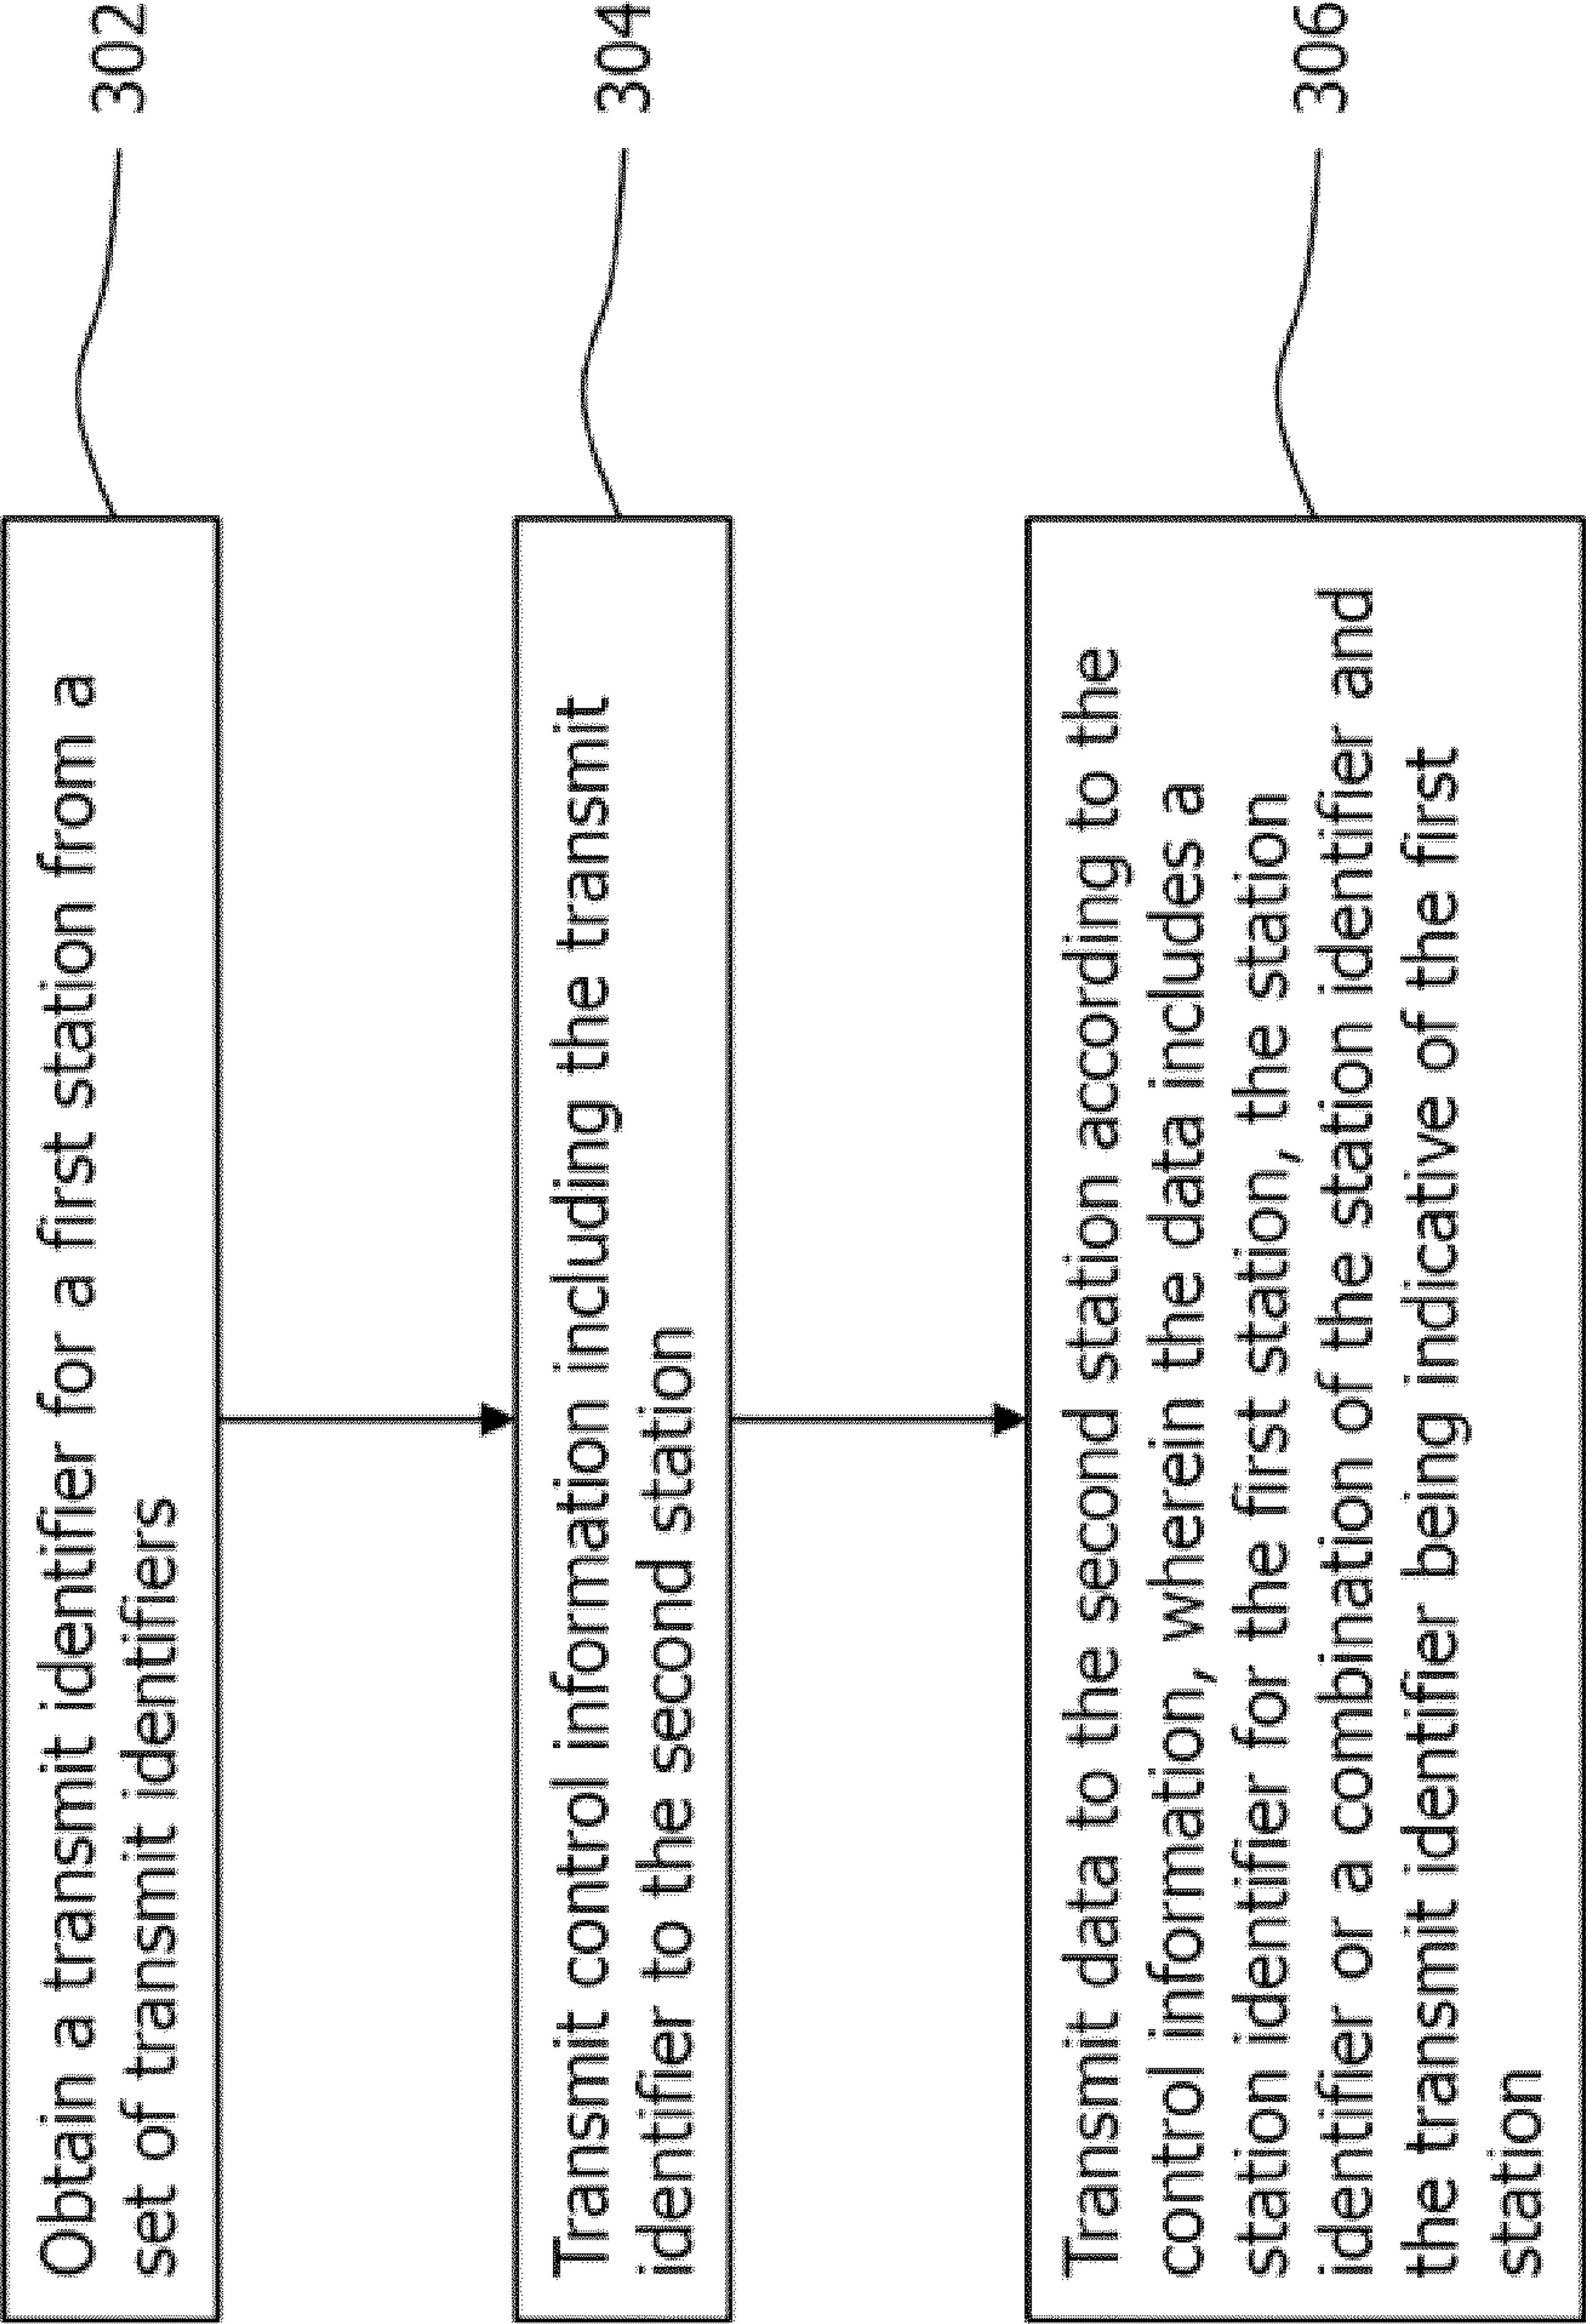 Obtain a transmit identifier for a first station from a
set of transmit identifiers
302
Transmit control information including the transmit
identifier to the second station
304
Transmit data to the second station according to the
control information, wherein the data includes a
station identifier for the first station, the station
identifier or a combination of the station identifier and
the transmit identifier being indicative of the first
station
306